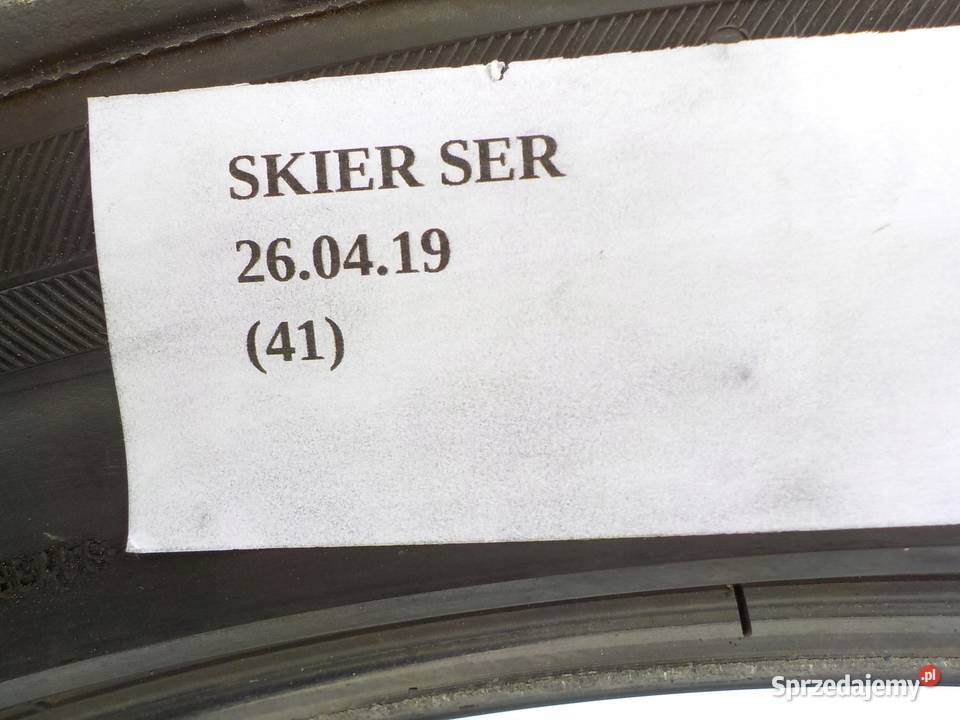 SKIER SER
26.04.19
(41)
Sprzedajemy.pl